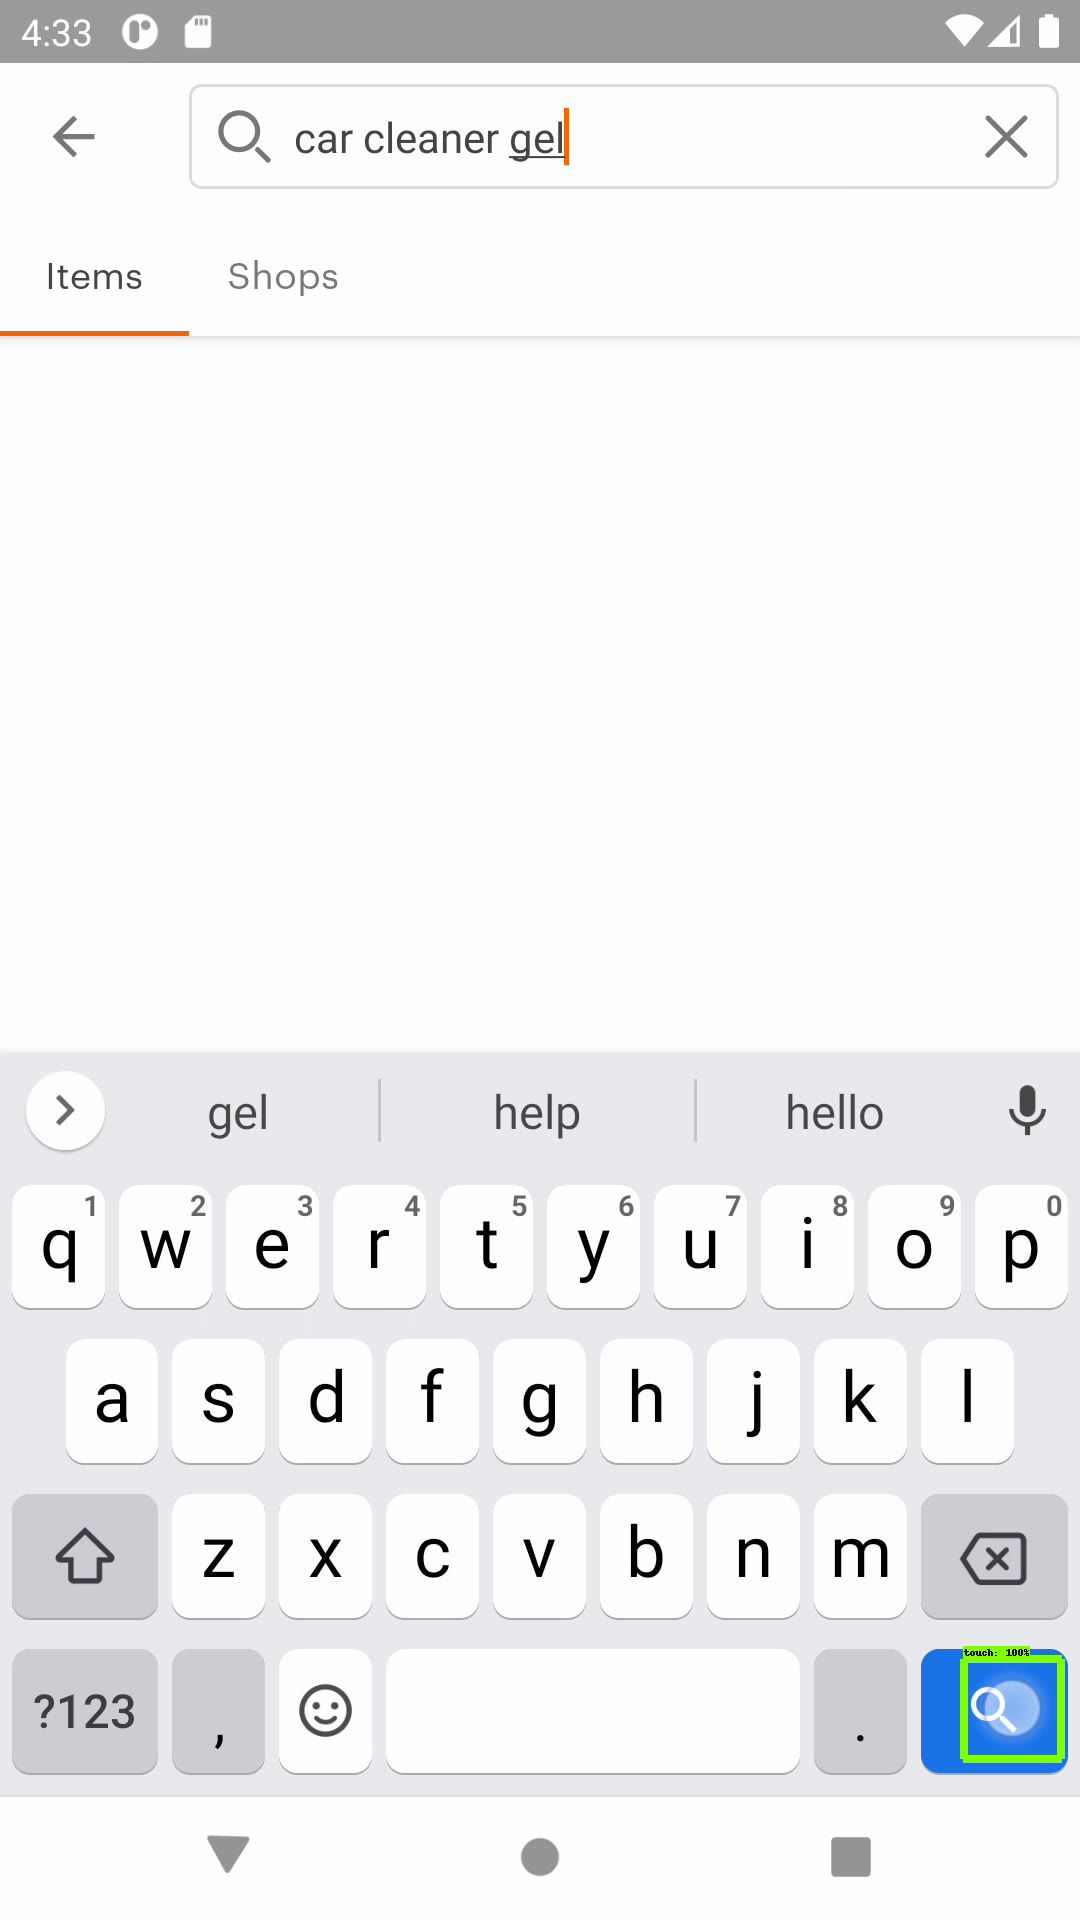 4:33
car cleaner gel
Items Shops
gel help hello
q 1 w 2 e 3 r 4 t 5 y 6 u 7 i 8 o 9 p 0
a s d f g h j k l
z x c v b n m
touch: 100%
?123 , .